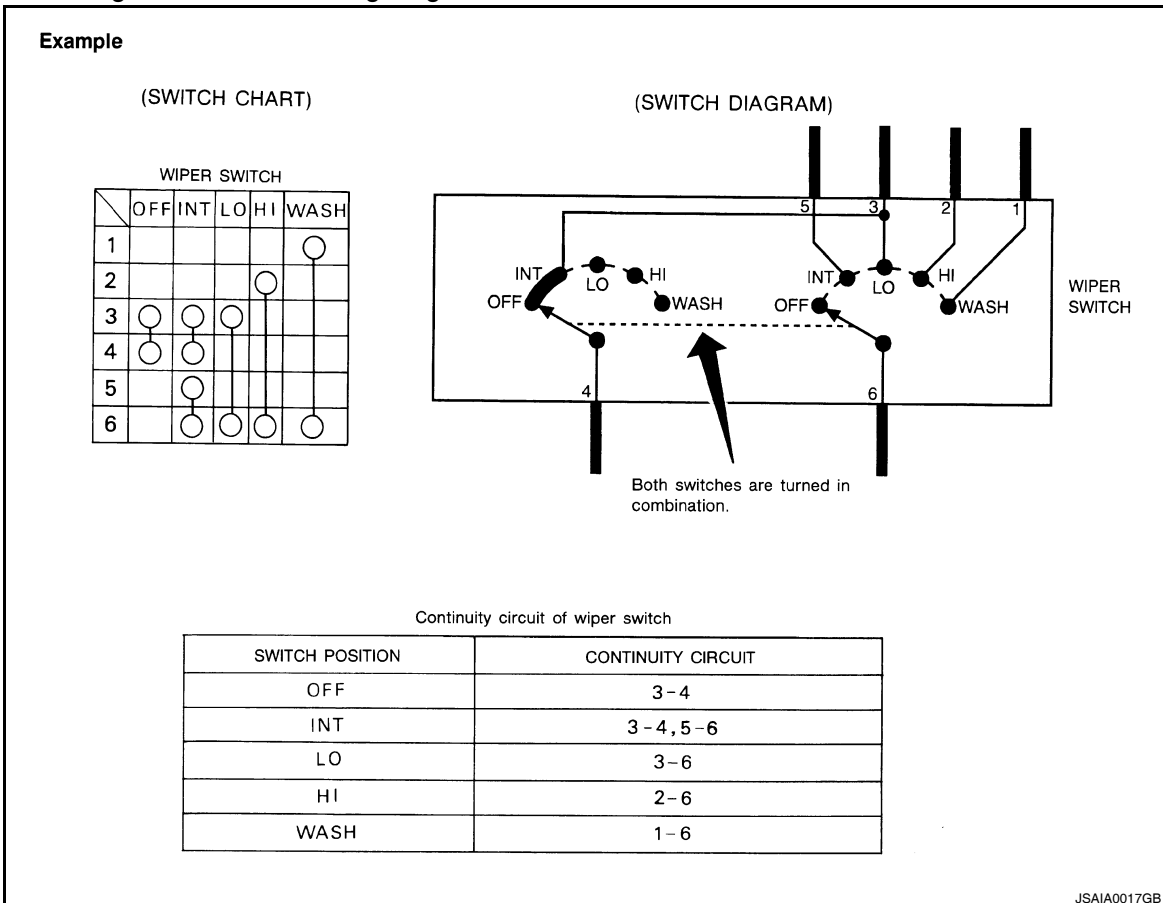 Example
(SWITCH CHART)
(SWITCH DIAGRAM)
WIPER SWITCH
OFF INT LO HI WASH
1
2
3
4
5
6
5 3 2 1
INT LO HI
OFF WASH
INT LO HI
OFF WASH
WIPER
SWITCH
4 6
Both switches are turned in
combination.
Continuity circuit of wiper switch
SWITCH POSITION CONTINUITY CIRCUIT
OFF 3-4
INT 3-4,5-6
LO 3-6
HI 2-6
WASH 1-6
JSAIA0017GB